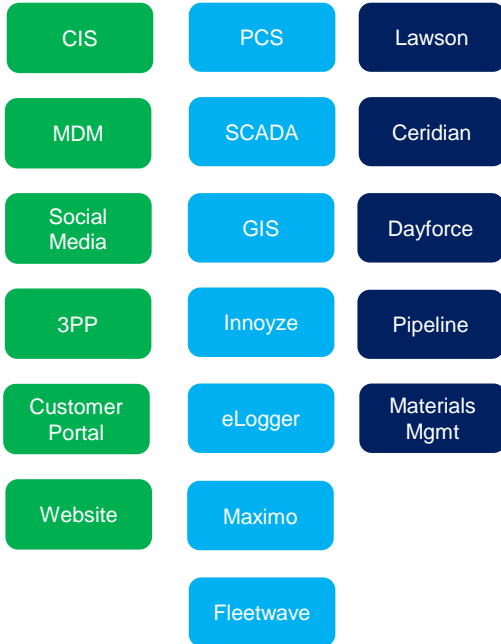 CIS
PCS
Lawson
MDM
SCADA
Ceridian
Social
Media
GIS
Dayforce
3PP
Innoyze
Pipeline
Customer
Portal
eLogger
Materials
Mgmt
Website
Maximo
Fleetwave